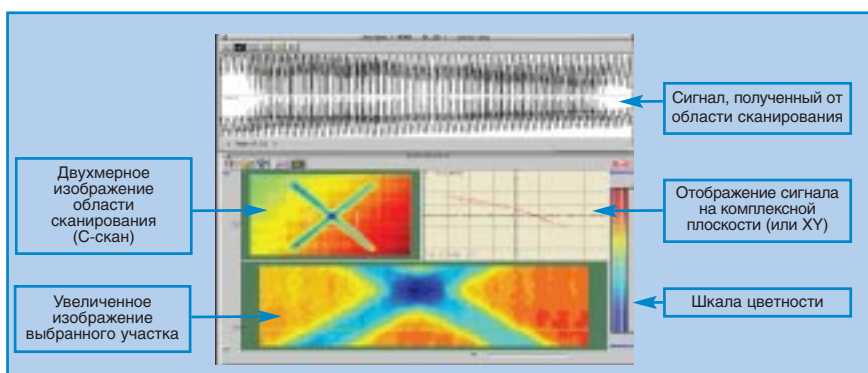 Сигнал, полученный от
области сканирования
Двухмерное
изображение
области
сканирования
(С-скан)
Отображение сигнала
на комплексной
плоскости (или XY)
Увеличенное
изображение
выбранного участка
Шкала цветности